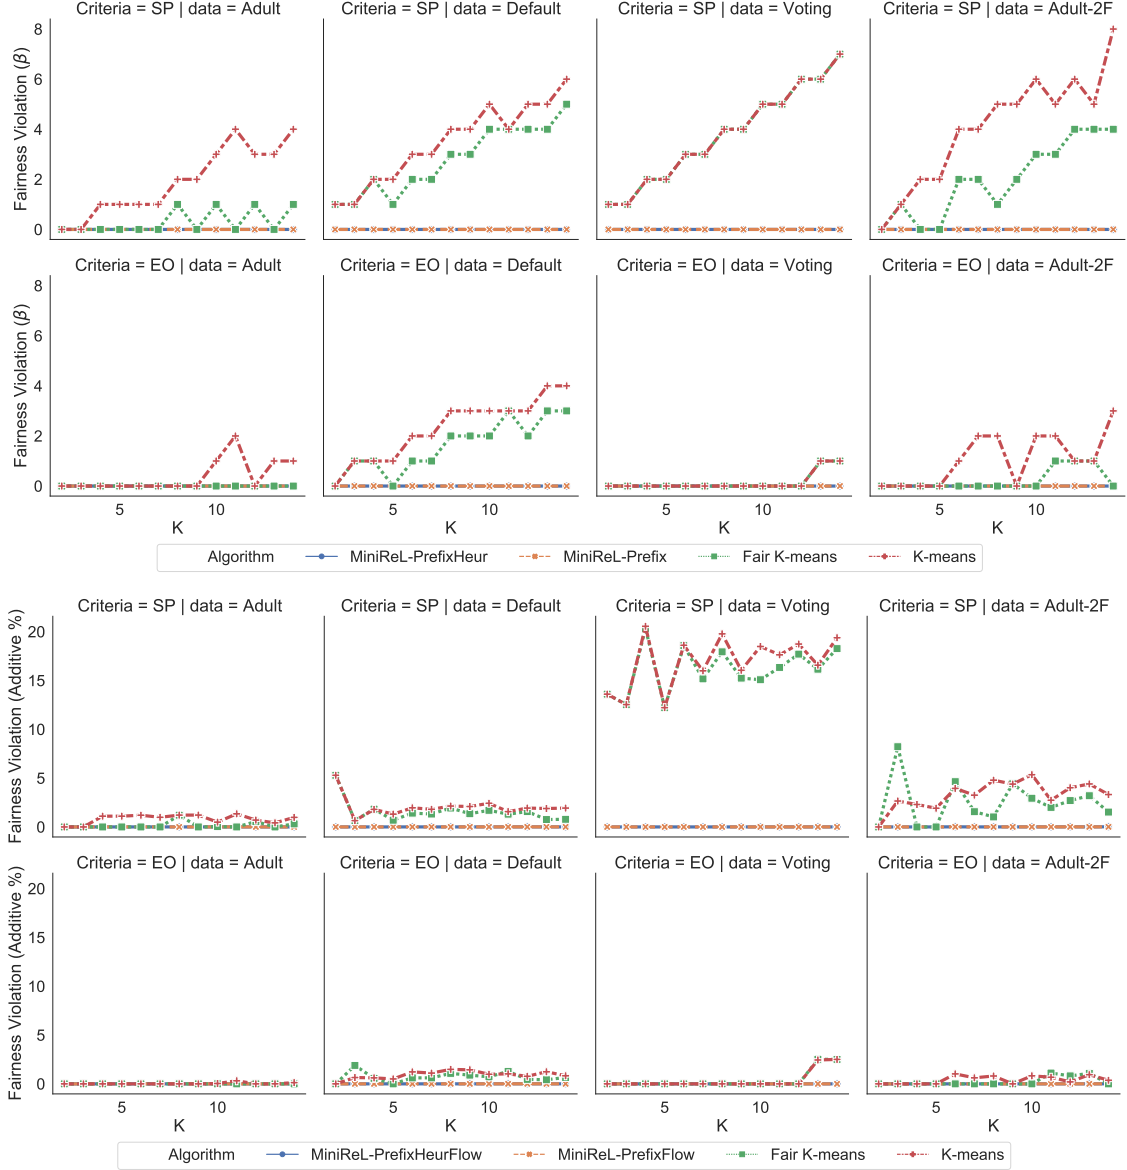 Criteria = SP | data = Adult
Criteria = SP | data = Default
Criteria = SP | data = Voting
Criteria = SP | data = Adult-2F
Fairness Violation (β)
8
6
4
2
0
Criteria = EO | data = Adult
Criteria = EO | data = Default
Criteria = EO | data = Voting
Criteria = EO | data = Adult-2F
Fairness Violation (β)
8
6
4
2
0
5 10
5 10
5 10
5 10
K
K
K
K
Algorithm MiniReL-PrefixHeur MiniReL-Prefix Fair K-means K-means
Criteria = SP | data = Adult
Criteria = SP | data = Default
Criteria = SP | data = Voting
Criteria = SP | data = Adult-2F
Fairness Violation (Additive %)
20
15
10
5
0
Criteria = EO | data = Adult
Criteria = EO | data = Default
Criteria = EO | data = Voting
Criteria = EO | data = Adult-2F
Fairness Violation (Additive %)
20
15
10
5
0
5 10
5 10
5 10
5 10
K
K
K
K
Algorithm MiniReL-PrefixHeurFlow MiniReL-PrefixFlow Fair K-means K-means